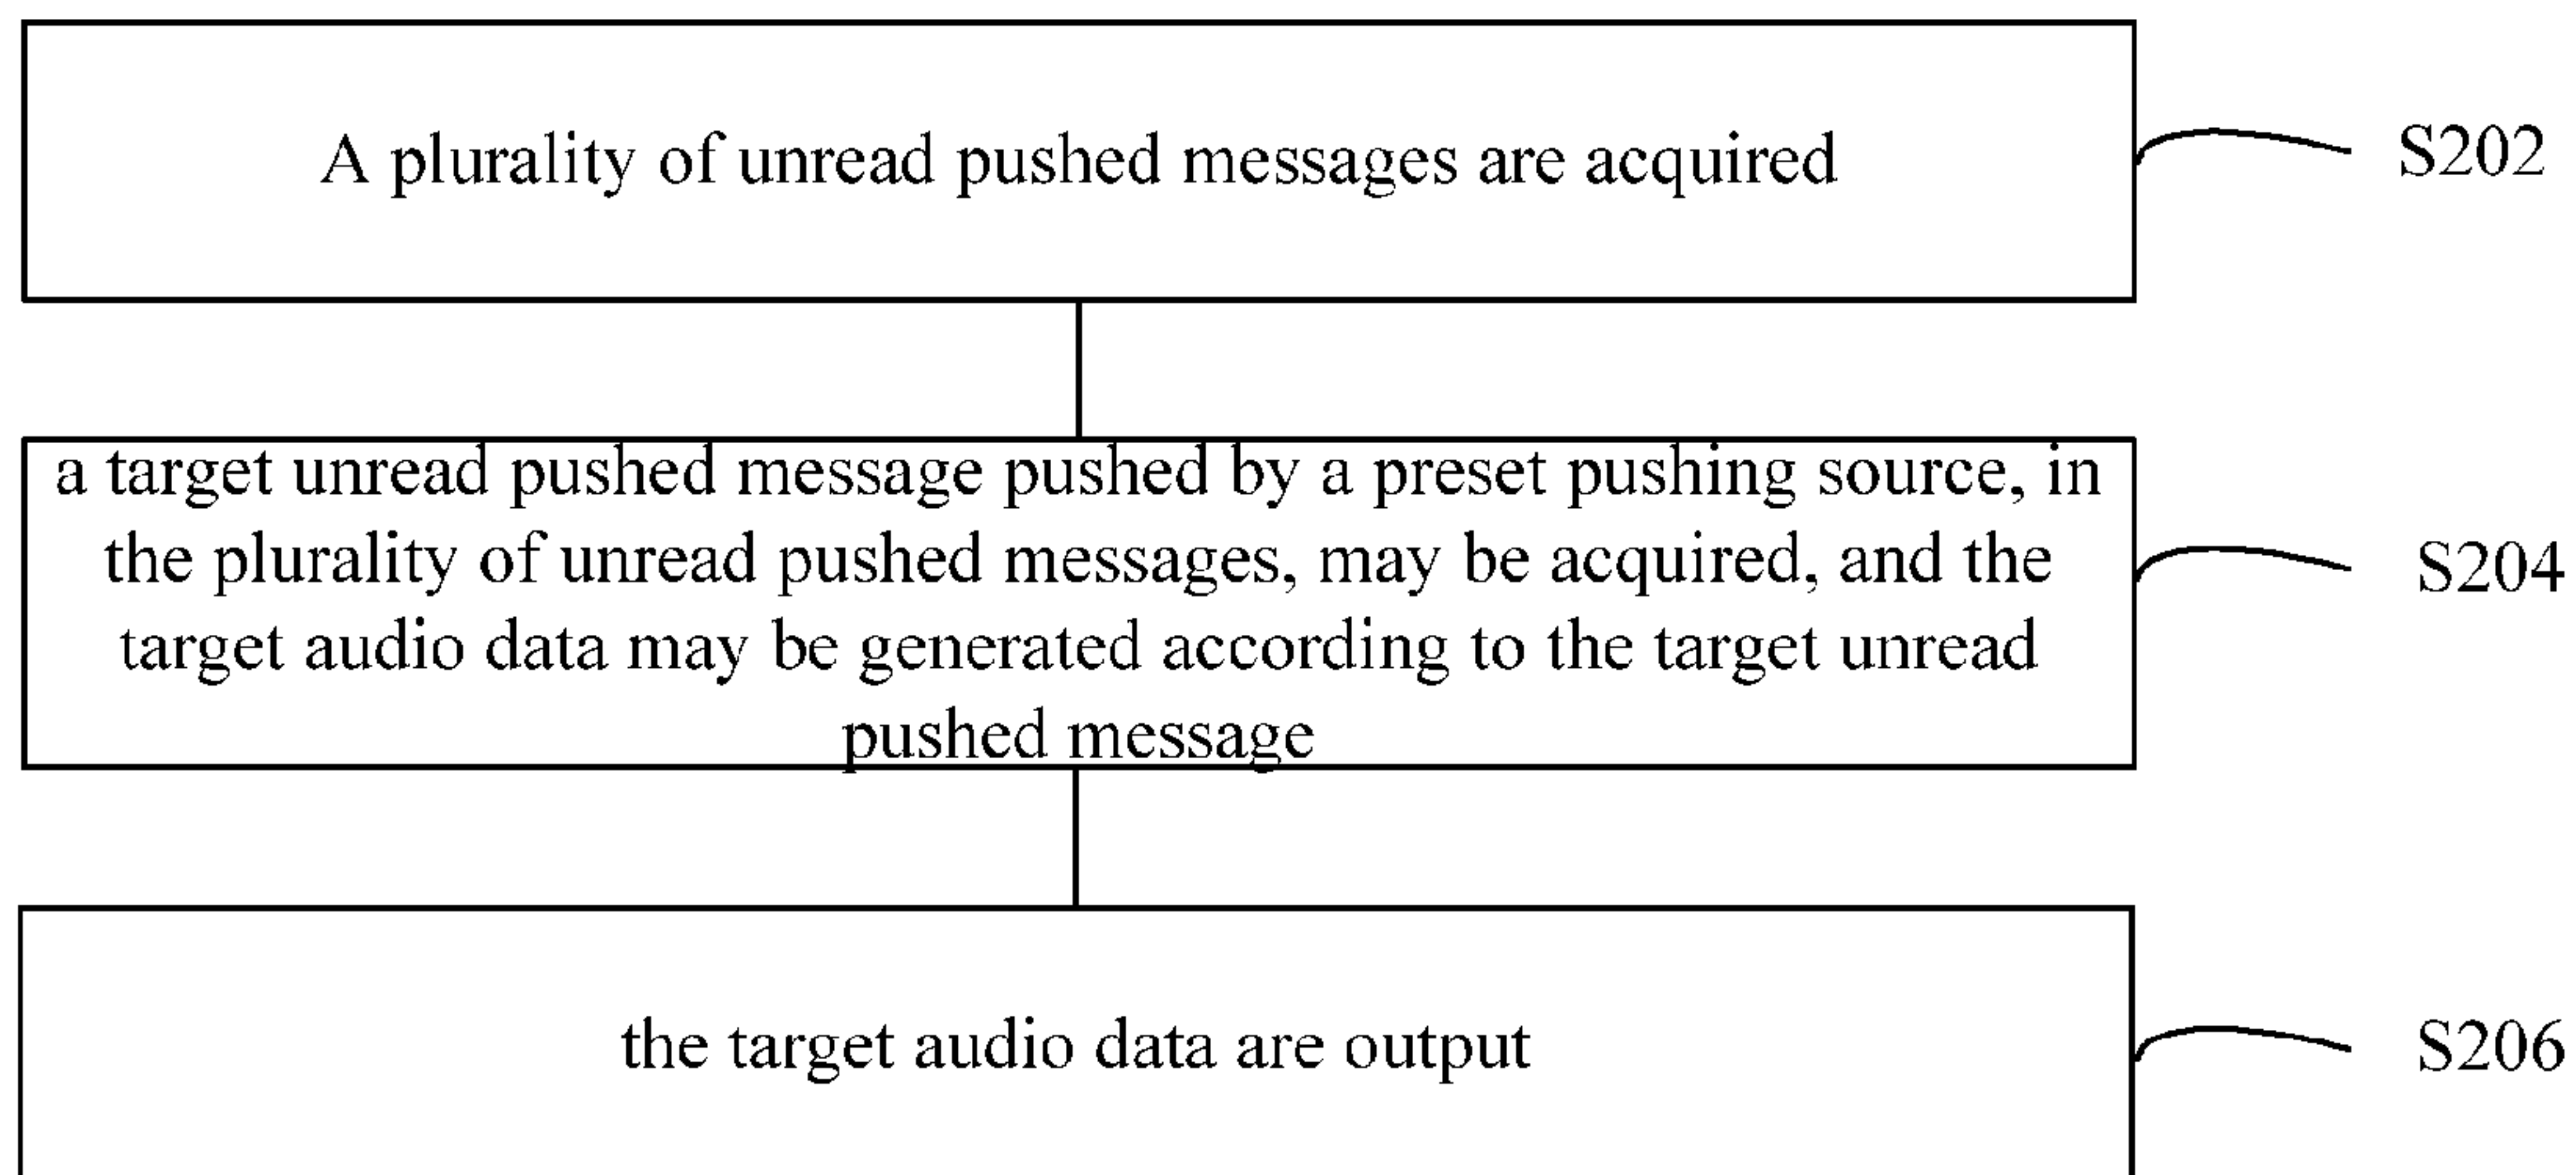 A plurality of unread pushed messages are acquired
S202
a target unread pushed message pushed by a preset pushing source, in
the plurality of unread pushed messages, may be acquired, and the
target audio data may be generated according to the target unread
pushed message
S204
the target audio data are output
S206